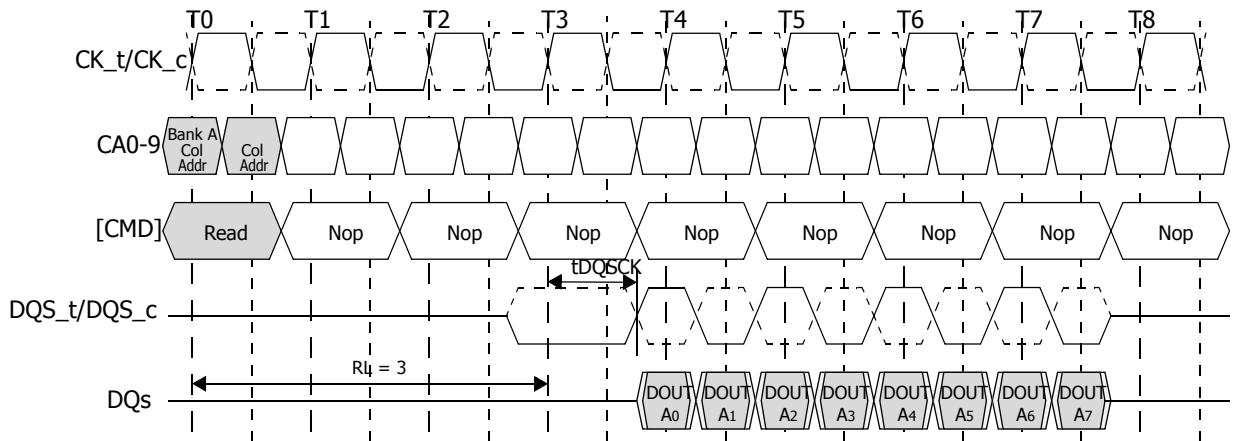 T0 T1 T2 T3 T4 T5 T6 T7 T8
CK_t/CK_c
CA0-9
Bank A
Col
Addr
Col
Addr
[CMD]
Read Nop Nop Nop Nop Nop Nop Nop Nop
tDQSCK
DQS_t/DQS_c
RL = 3
DQs
DOUT DOUT DOUT DOUT DOUT DOUT DOUT DOUT
A0 A1 A2 A3 A4 A5 A6 A7